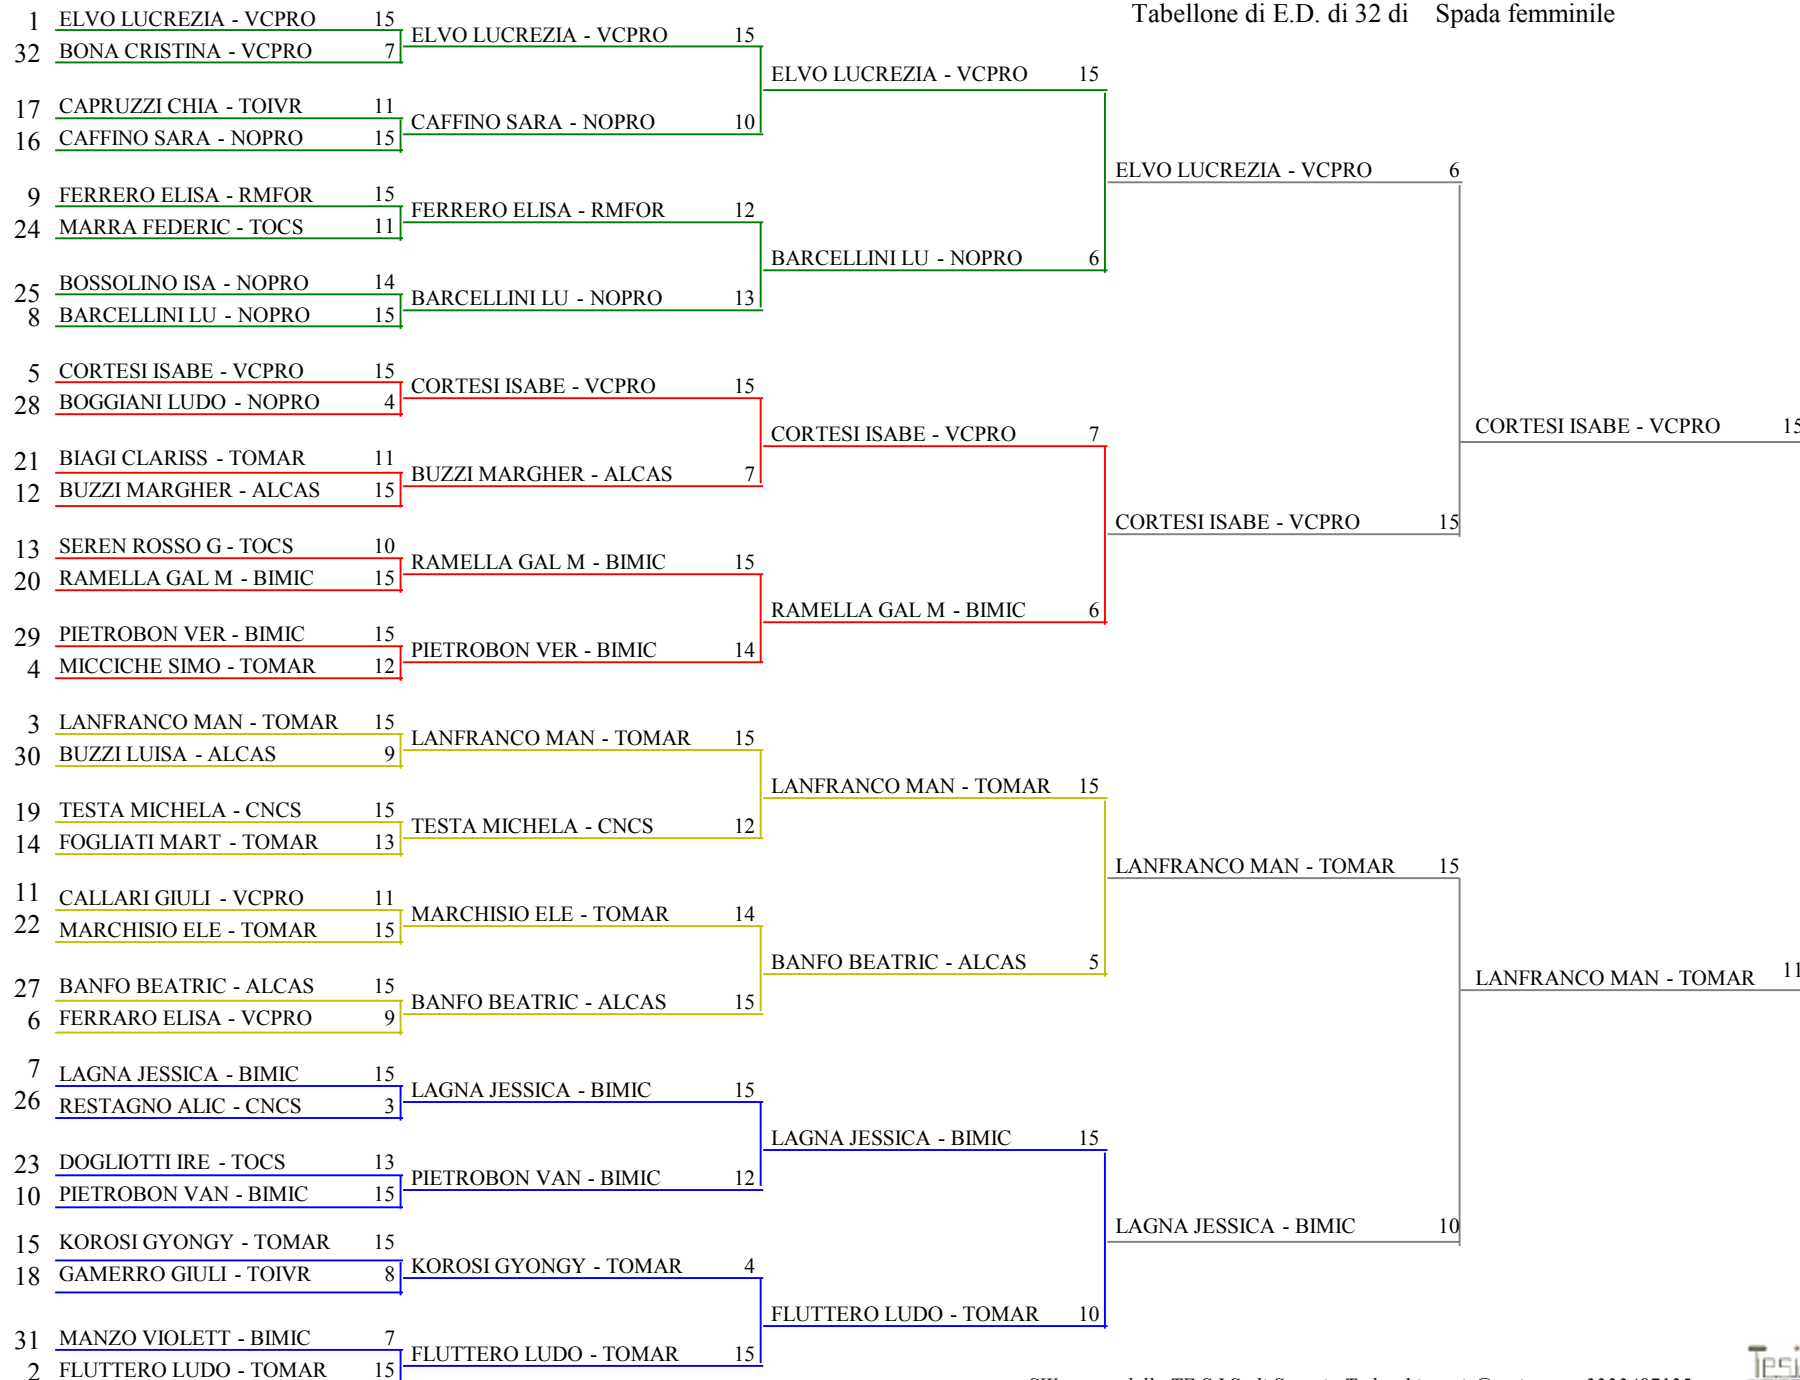 Tabellone di E.D. di 32 di Spada femminile
1 ELVO LUCREZIA - VCPRO 15
32 BONA CRISTINA - VCPRO 7
17 CAPRUZZI CHIA - TOIVR 11
16 CAFFINO SARA - NOPRO 15
9 FERRERO ELISA - RMFOR 15
24 MARRA FEDERIC - TOCS 11
25 BOSSOLINO ISA - NOPRO 14
8 BARCELLINI LU - NOPRO 15
5 CORTESI ISABE - VCPRO 15
28 BOGGIANI LUDO - NOPRO 4
21 BIAGI CLARISS - TOMAR 11
12 BUZZI MARGHER - ALCAS 15
13 SEREN ROSSO G - TOCS 10
20 RAMELLA GAL M - BIMIC 15
29 PIETROBON VER - BIMIC 15
4 MICCICHE SIMO - TOMAR 12
3 LANFRANCO MAN - TOMAR 15
30 BUZZI LUISA - ALCAS 9
19 TESTA MICHELA - CNCS 15
14 FOGLIATI MART - TOMAR 13
11 CALLARI GIULI - VCPRO 11
22 MARCHISIO ELE - TOMAR 15
27 BANFO BEATRIC - ALCAS 15
6 FERRARO ELISA - VCPRO 9
7 LAGNA JESSICA - BIMIC 15
26 RESTAGNO ALIC - CNCS 3
23 DOGLIOTTI IRE - TOCS 13
10 PIETROBON VAN - BIMIC 15
15 KOROSI GYONGY - TOMAR 15
18 GAMERRO GIULI - TOIVR 8
31 MANZO VIOLETT - BIMIC 7
2 FLUTTERO LUDO - TOMAR 15
ELVO LUCREZIA - VCPRO 15
CAFFINO SARA - NOPRO 10
FERRERO ELISA - RMFOR 12
BARCELLINI LU - NOPRO 13
CORTESI ISABE - VCPRO 15
BUZZI MARGHER - ALCAS 7
RAMELLA GAL M - BIMIC 15
PIETROBON VER - BIMIC 14
LANFRANCO MAN - TOMAR 15
TESTA MICHELA - CNCS 12
MARCHISIO ELE - TOMAR 14
BANFO BEATRIC - ALCAS 15
LAGNA JESSICA - BIMIC 15
PIETROBON VAN - BIMIC 12
KOROSI GYONGY - TOMAR 4
FLUTTERO LUDO - TOMAR 15
ELVO LUCREZIA - VCPRO 15
BARCELLINI LU - NOPRO 6
CORTESI ISABE - VCPRO 7
RAMELLA GAL M - BIMIC 6
LANFRANCO MAN - TOMAR 15
BANFO BEATRIC - ALCAS 5
LAGNA JESSICA - BIMIC 15
FLUTTERO LUDO - TOMAR 10
ELVO LUCREZIA - VCPRO 6
CORTESI ISABE - VCPRO 15
LANFRANCO MAN - TOMAR 15
LAGNA JESSICA - BIMIC 10
CORTESI ISABE - VCPRO 15
LANFRANCO MAN - TOMAR 11